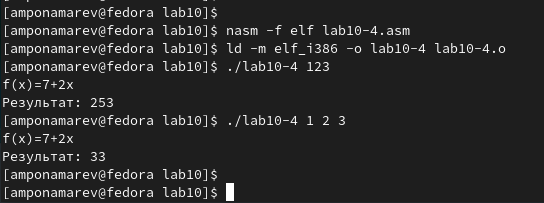 [amponamarev@fedora lab10]$
[amponamarev@fedora lab10]$ nasm -f elf lab10-4.asm
[amponamarev@fedora lab10]$ ld -m elf_i386 -o lab10-4 lab10-4.o
[amponamarev@fedora lab10]$ ./lab10-4 123
f(x)=7+2x
Результат: 253
[amponamarev@fedora lab10]$ ./lab10-4 1 2 3
f(x)=7+2x
Результат: 33
[amponamarev@fedora lab10]$
[amponamarev@fedora lab10]$